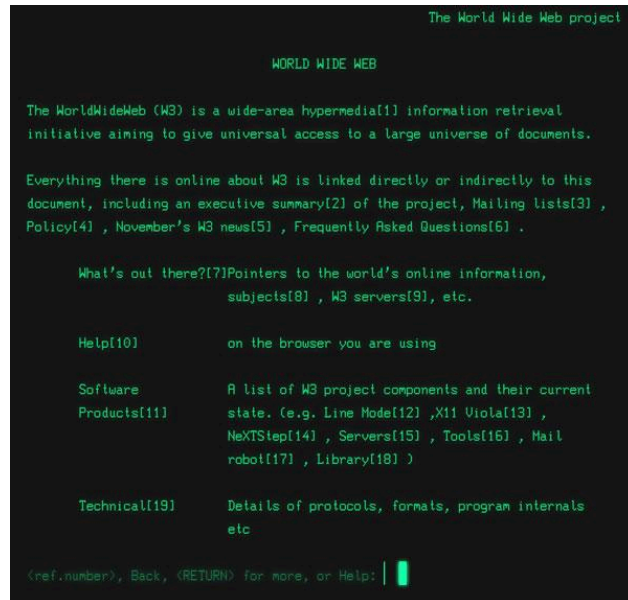 The World Wide Web project
WORLD WIDE WEB
The WorldWideWeb (W3) is a wide-area hypermedia[1] information retrieval
initiative aiming to give universal access to a large universe of documents.
Everything there is online about W3 is linked directly or indirectly to this
document, including an executive summary[2] of the project, Mailing lists[3] ,
Policy[4] , November's W3 news[5] , Frequently Asked Questions[6] .
What's out there?[7]Pointers to the world's online information,
subjects[8] , W3 servers[9], etc.
Help[10] on the browser you are using
Software A list of W3 project components and their current
Products[11] state. (e.g. Line Mode[12] ,X11 Viola[13] ,
NeXTStep[14] , Servers[15] , Tools[16] , Mail
robot[17] , Library[18] )
Technical[19] Details of protocols, formats, program internals
etc
<ref.number>, Back, <RETURN> for more, or Help: